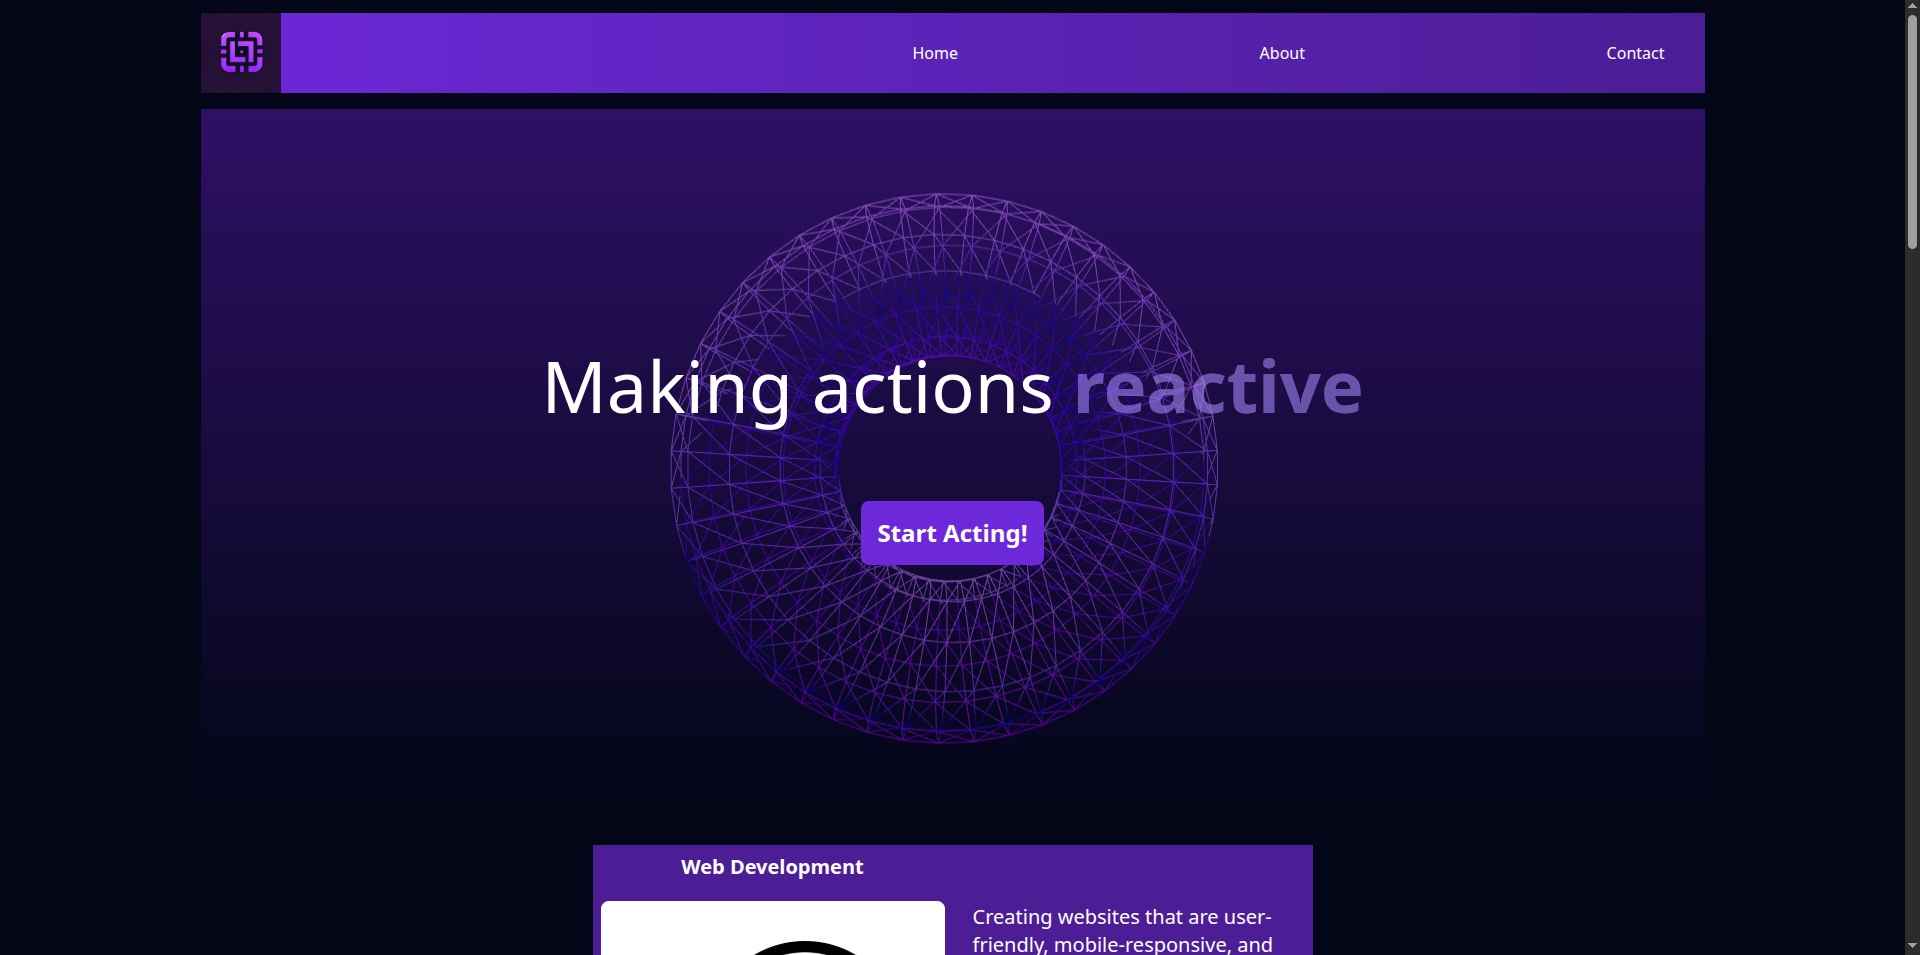 Home About Contact
Making actions reactive
Start Acting!
Web Development
Creating websites that are user-
friendly, mobile-responsive, and